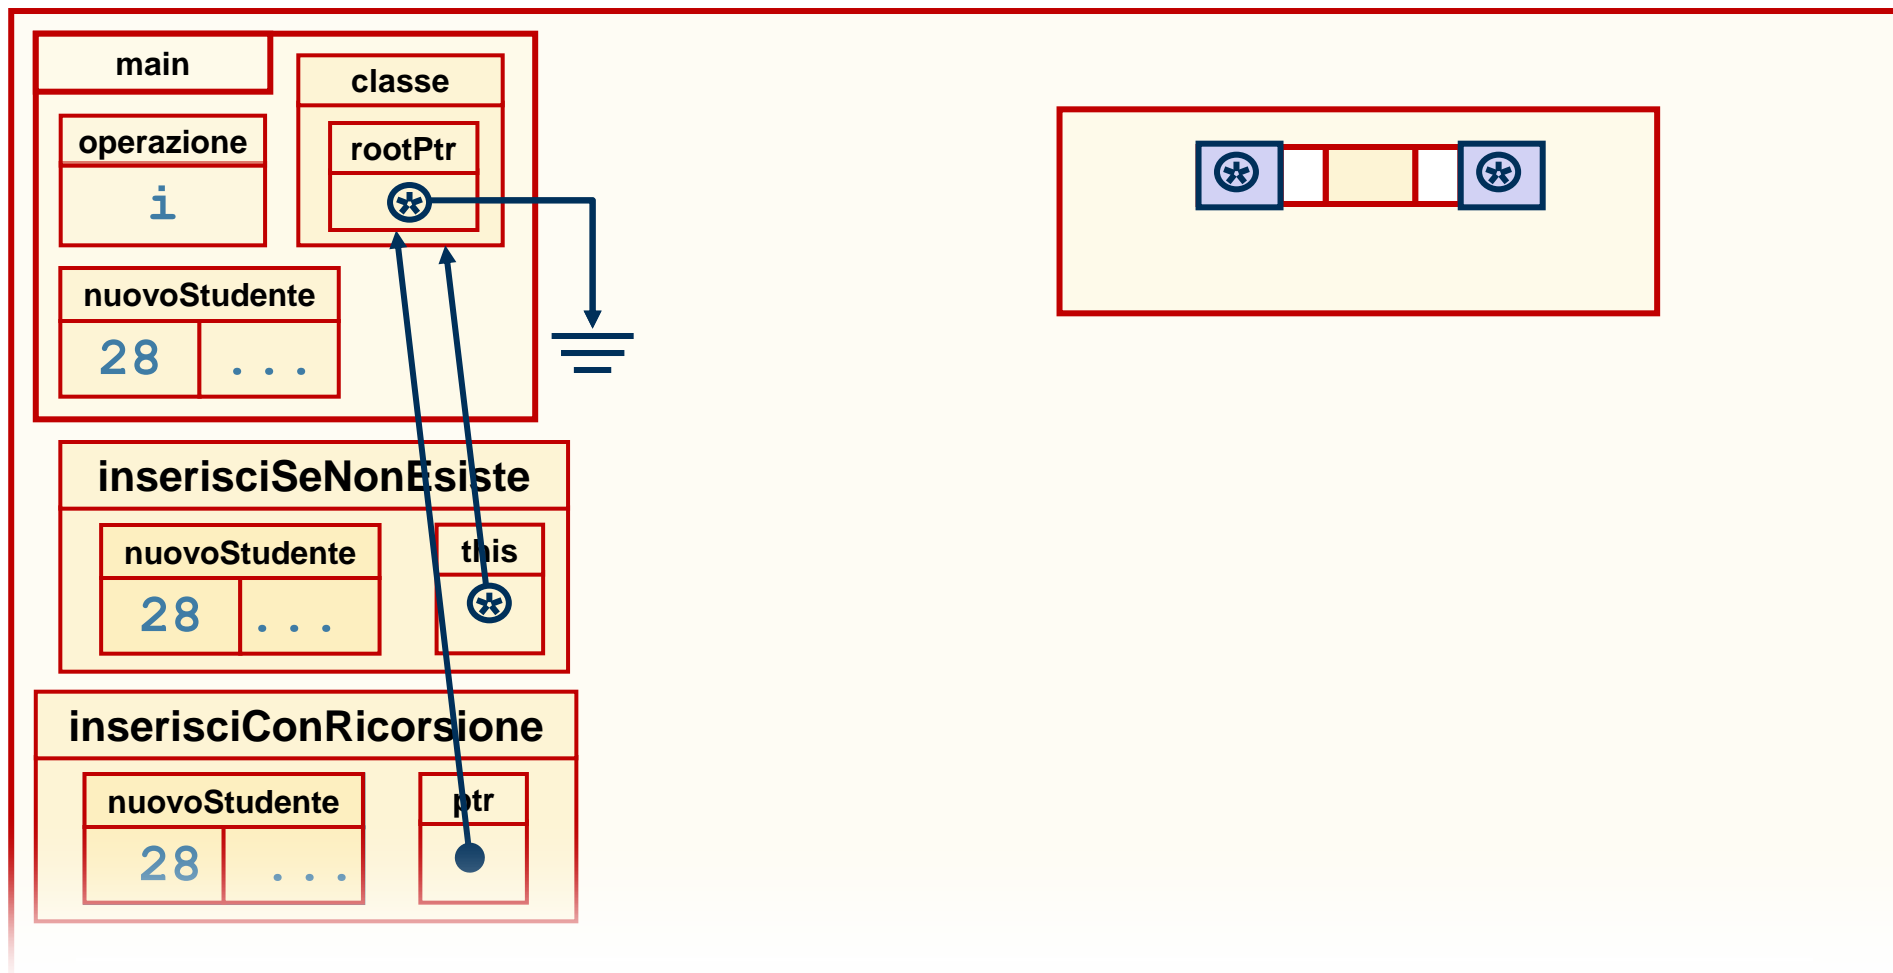 main
classe
operazione
rootPtr
i
nuovoStudente
28 ...
inserisciSeNonEsiste
nuovoStudente
this
28 ...
inserisciConRicorsione
nuovoStudente
ptr
28 ...